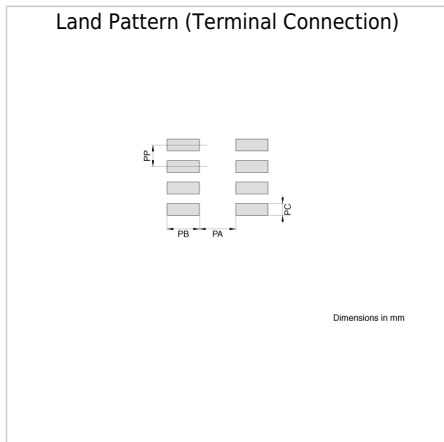 Land Pattern (Terminal Connection)
PP
PC
PB
PA
Dimensions in mm